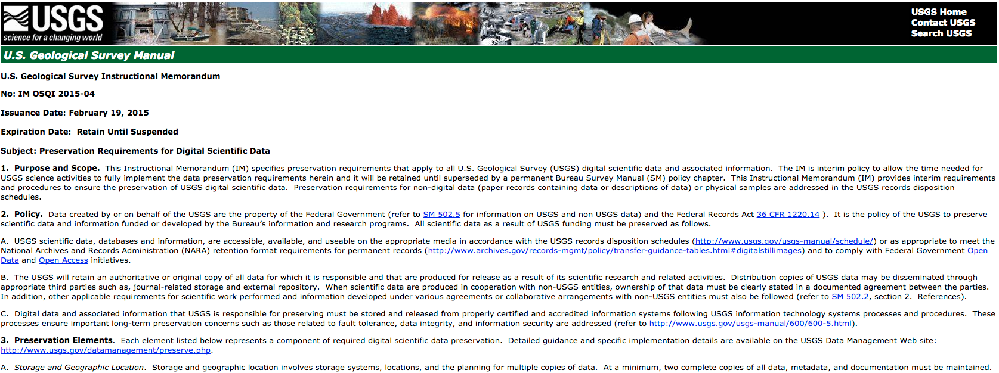 USGS
science for a changing world
USGS Home
Contact USGS
Search USGS
U.S. Geological Survey Manual
U.S. Geological Survey Instructional Memorandum
No: IM OSQI 2015-04
Issuance Date: February 19, 2015
Expiration Date:  Retain Until Suspended
Subject: Preservation Requirements for Digital Scientific Data
1.  Purpose and Scope.  This Instructional Memorandum (IM) specifies preservation requirements that apply to all U.S. Geological Survey (USGS) digital scientific data and associated information.  The IM is interim policy to allow the time needed for
USGS science activities to fully implement the data preservation requirements herein and it will be retained until superseded by a permanent Bureau Survey Manual (SM) policy chapter.  This Instructional Memorandum (IM) provides interim requirements
and procedures to ensure the preservation of USGS digital scientific data.  Preservation requirements for non-digital data (paper records containing data or descriptions of data) or physical samples are addressed in the USGS records disposition
schedules.
2.  Policy.  Data created by or on behalf of the USGS are the property of the Federal Government (refer to SM 502.5 for information on USGS and non USGS data) and the Federal Records Act 36 CFR 1220.14 ).  It is the policy of the USGS to preserve
scientific data and information funded or developed by the Bureau's information and research programs.  All scientific data as a result of USGS funding must be preserved as follows.
A.  USGS scientific data, databases and information, are accessible, available, and useable on the appropriate media in accordance with the USGS records disposition schedules (http://www.usgs.gov/usgs-manual/schedule/) or as appropriate to meet the
National Archives and Records Administration (NARA) retention format requirements for permanent records (http://www.archives.gov/records-mgmt/policy/transfer-guidance-tables.html#digitalstillimages) and to comply with Federal Government Open
Data and Open Access initiatives.
B.  The USGS will retain an authoritative or original copy of all data for which it is responsible and that are produced for release as a result of its scientific research and related activities.  Distribution copies of USGS data may be disseminated through
appropriate third parties such as, journal-related storage and external repository.  When scientific data are produced in cooperation with non-USGS entities, ownership of that data must be clearly stated in a documented agreement between the parties.
In addition, other applicable requirements for scientific work performed and information developed under various agreements or collaborative arrangements with non-USGS entities must also be followed (refer to SM 502.2, section 2.  References).
C.  Digital data and associated information that USGS is responsible for preserving must be stored and released from properly certified and accredited information systems following USGS information technology systems processes and procedures.  These
processes ensure important long-term preservation concerns such as those related to fault tolerance, data integrity, and information security are addressed (refer to http://www.usgs.gov/usgs-manual/600/600-5.html).
3.  Preservation Elements.  Each element listed below represents a component of required digital scientific data preservation.  Detailed guidance and specific implementation details are available on the USGS Data Management Web site:
http://www.usgs.gov/datamanagement/preserve.php.
A.  Storage and Geographic Location.  Storage and geographic location involves storage systems, locations, and the planning for multiple copies of data.  At a minimum, two complete copies of all data, metadata, and documentation must be maintained.